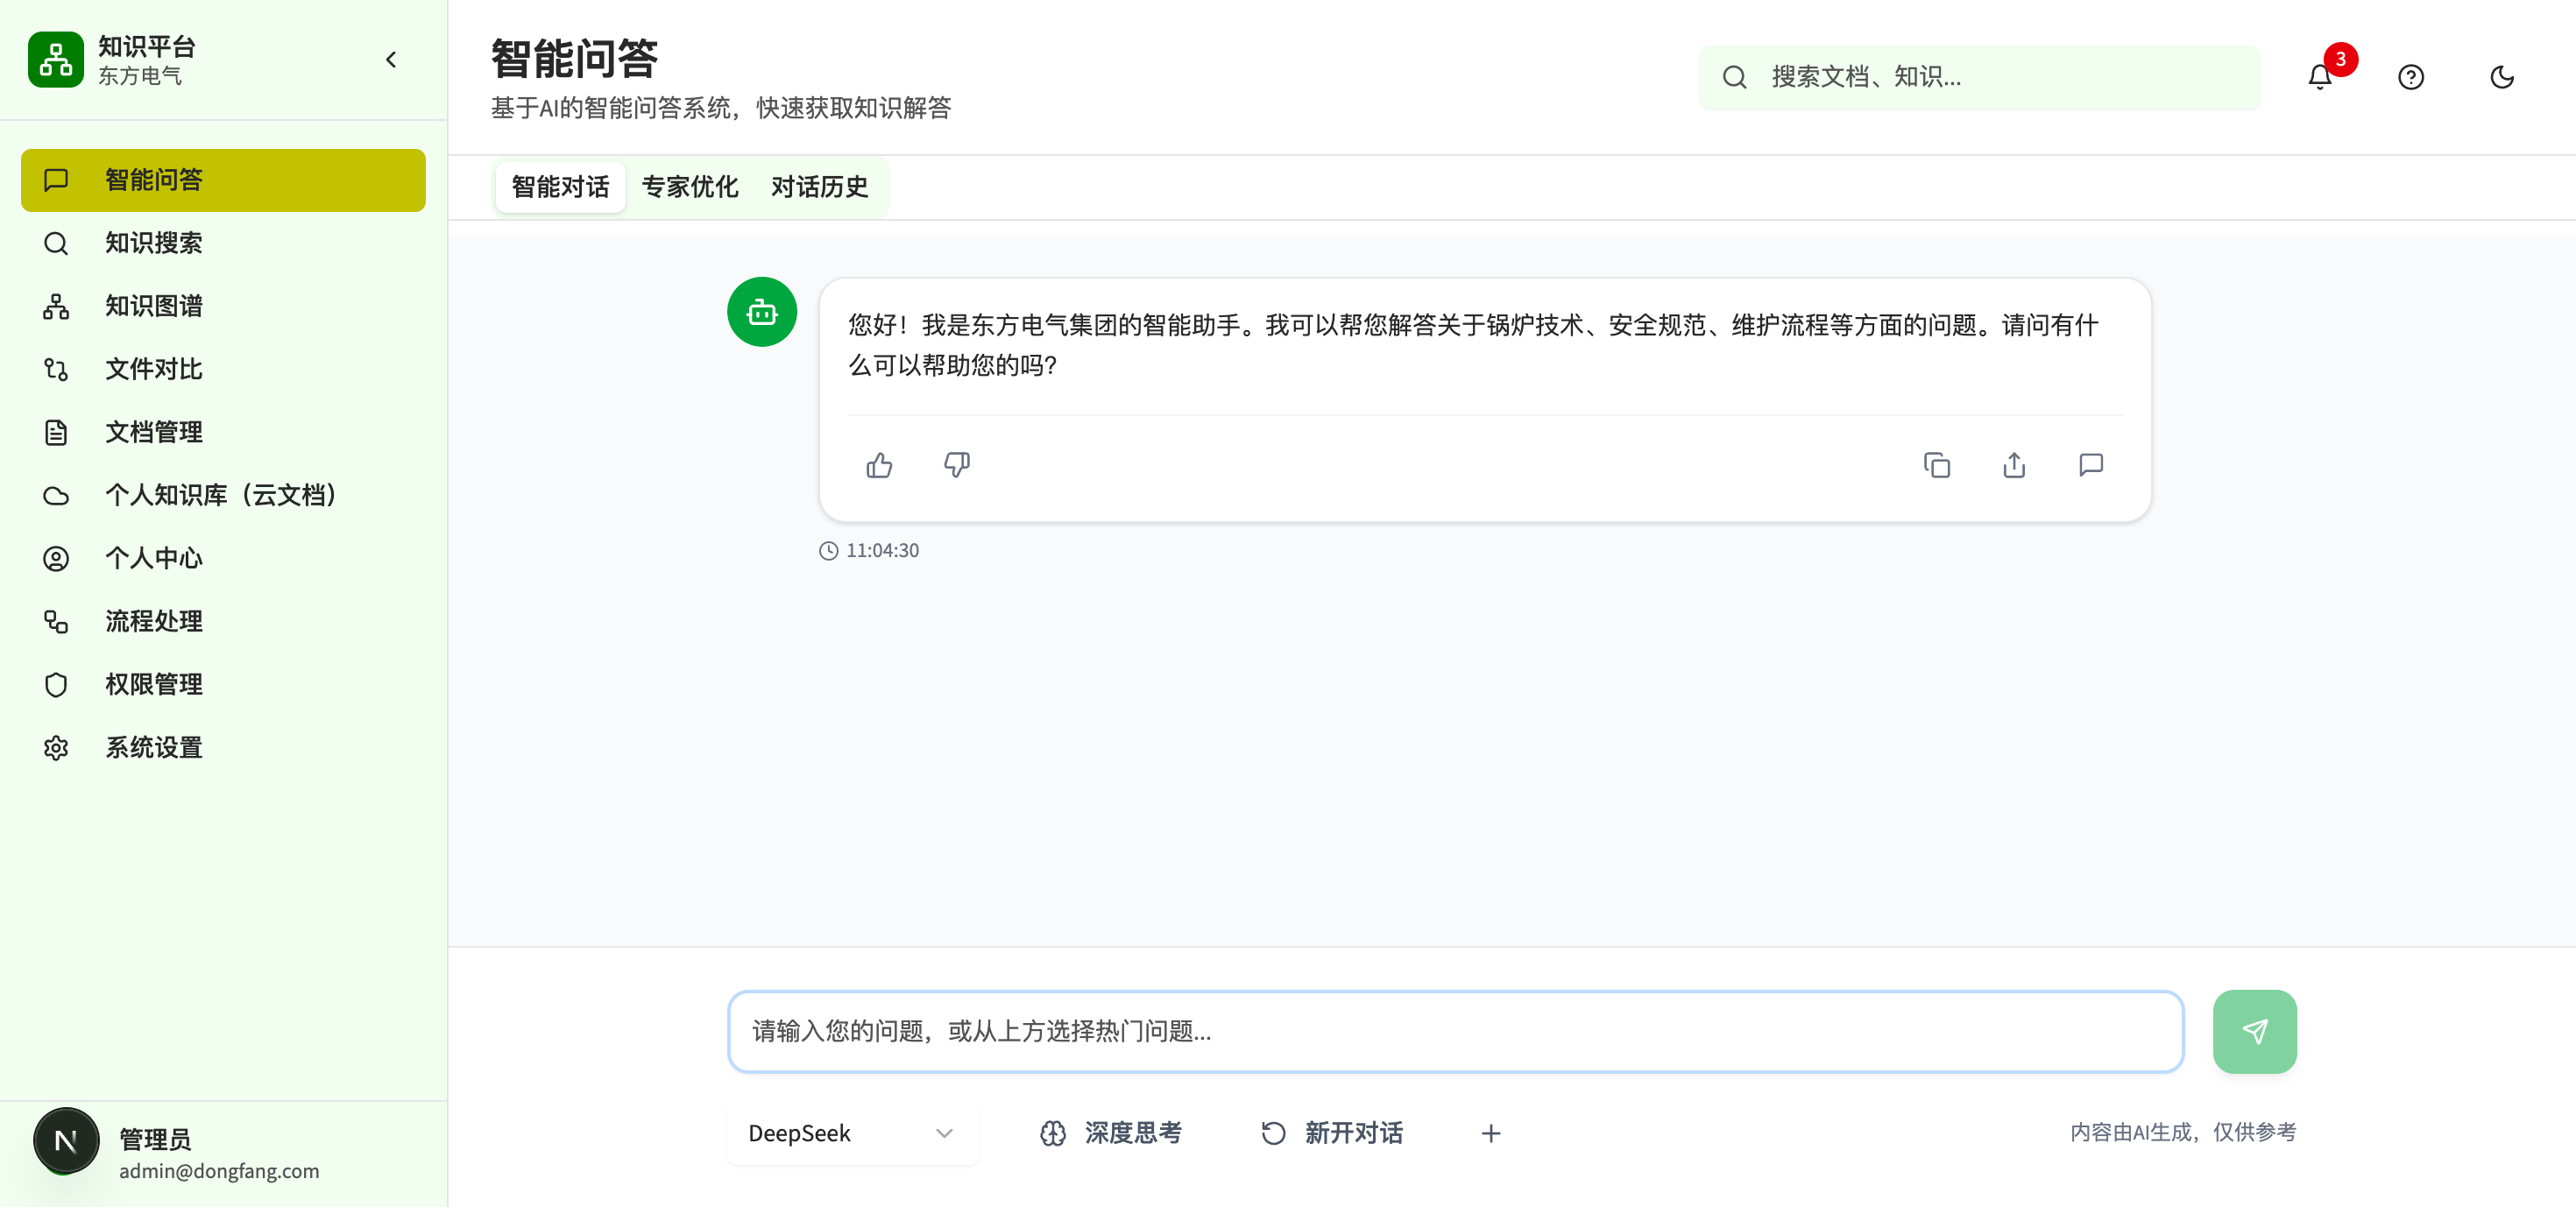 知识平台
东方电气
智能问答
知识搜索
知识图谱
文件对比
文档管理
个人知识库（云文档）
个人中心
流程处理
权限管理
系统设置
N
管理员
admin@dongfang.com
智能问答
基于AI的智能问答系统，快速获取知识解答
搜索文档、知识...
3
智能对话 专家优化 对话历史
您好！我是东方电气集团的智能助手。我可以帮您解答关于锅炉技术、安全规范、维护流程等方面的问题。请问有什
么可以帮助您的吗？
11:04:30
请输入您的问题，或从上方选择热门问题...
DeepSeek 深度思考 新开对话
内容由AI生成，仅供参考